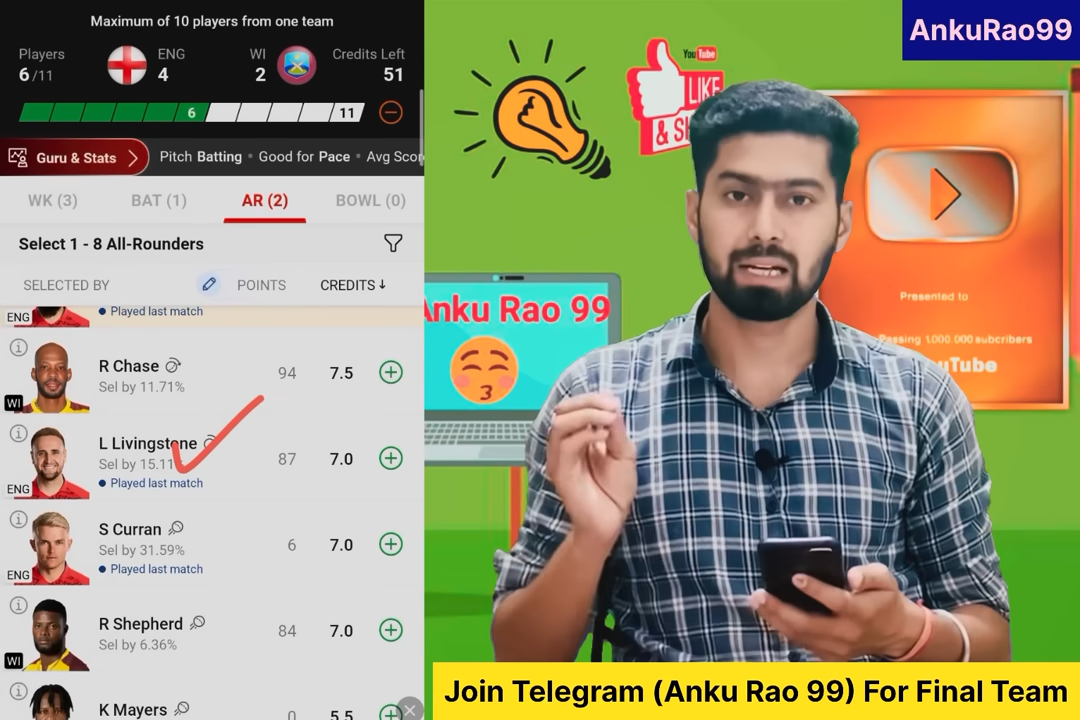 Maximum of 10 players from one team
Players
6/11
ENG
4
WI
2
Credits Left
51
6
11
Guru & Stats
Pitch Batting • Good for Pace • Avg Scor
WK (3)
BAT (1)
AR (2)
BOWL (0)
Select 1 - 8 All-Rounders
SELECTED BY
POINTS
CREDITS
ENG
Played last match
R Chase
Sel by 11.71%
94
7.5
WI
L Livingstone
Sel by 15.11
Played last match
87
7.0
ENG
S Curran
Sel by 31.59%
Played last match
6
7.0
ENG
R Shepherd
Sel by 6.36%
84
7.0
WI
K Mayers
0
5.5
AnkuRao99
YouTube
LIKE
&
Anku Rao 99
Presented to
Passing 1,000,000 subcribers
uTube
Join Telegram (Anku Rao 99) For Final Team